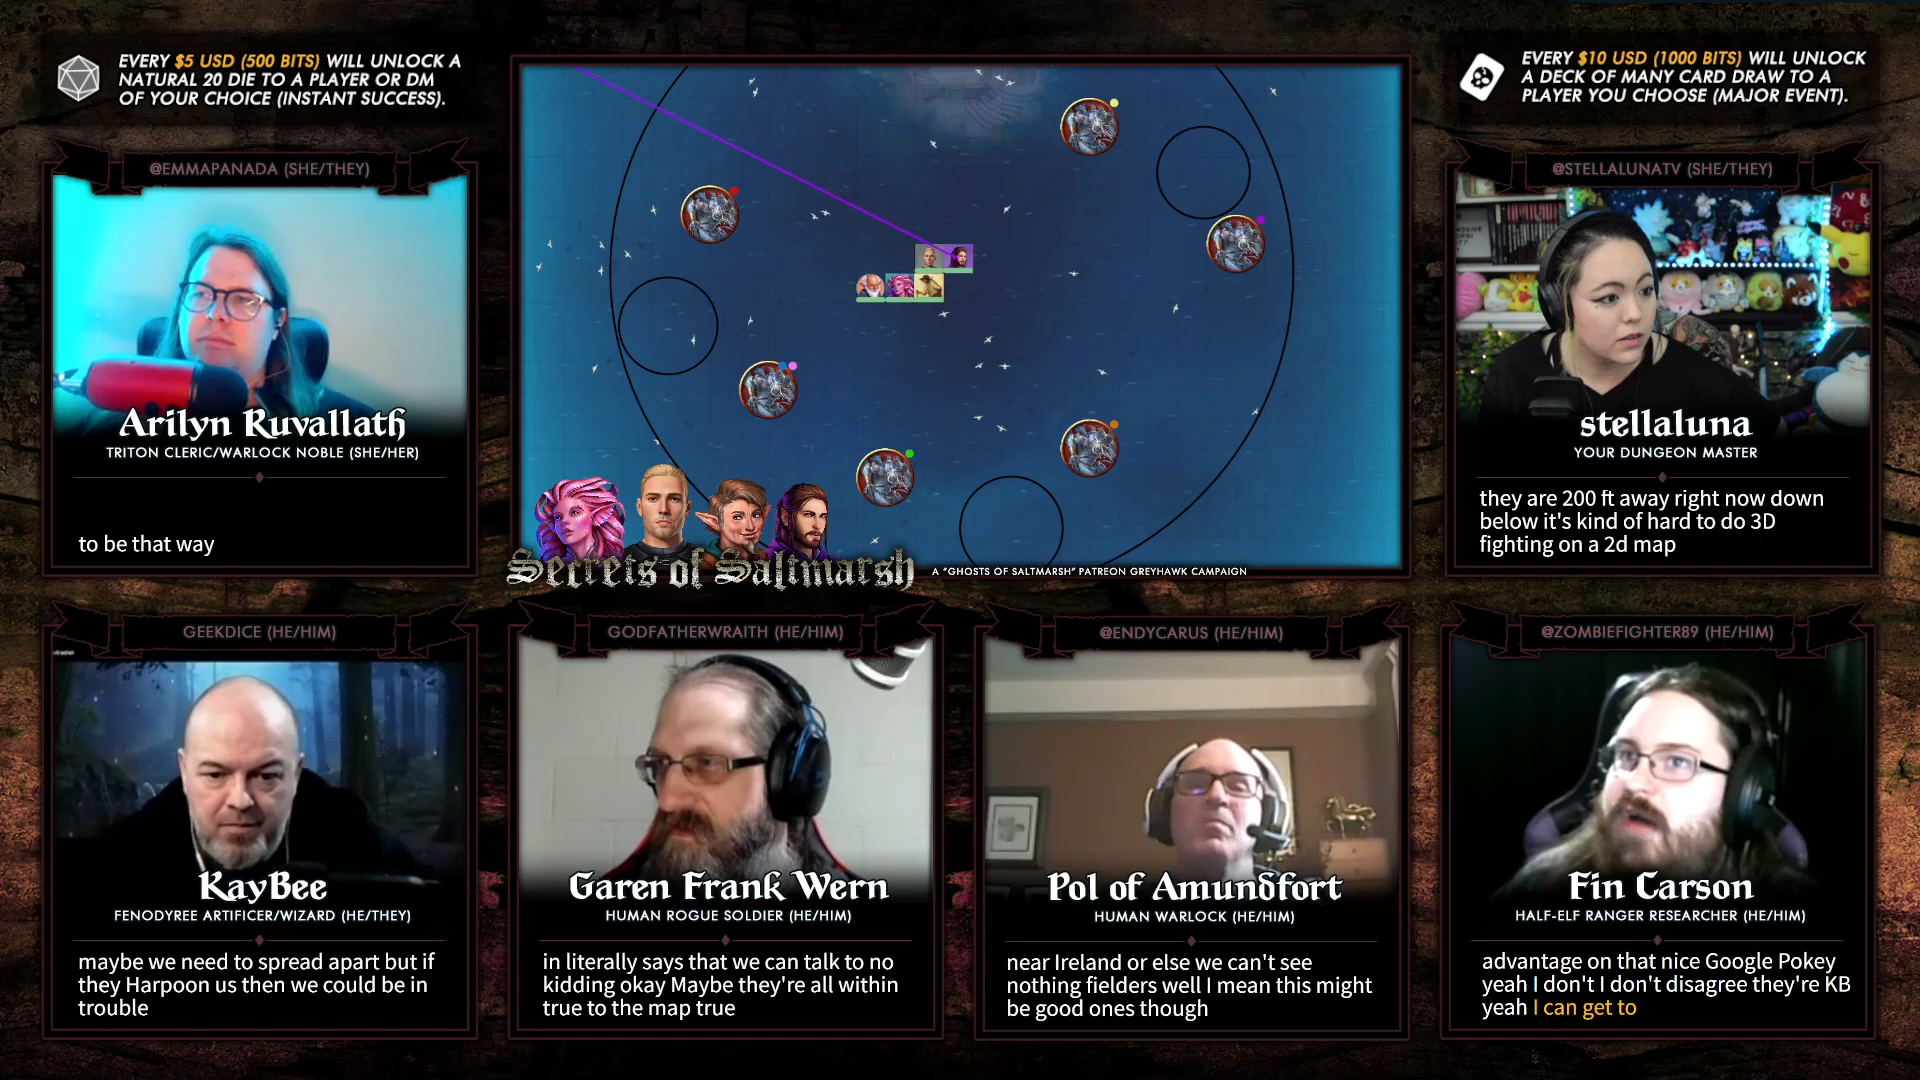 EVERY $5 USD (500 BITS) WILL UNLOCK A
NATURAL 20 DIE TO A PLAYER OR DM
OF YOUR CHOICE (INSTANT SUCCESS).
EVERY $10 USD (1000 BITS) WILL UNLOCK
A DECK OF MANY CARD DRAW TO A
PLAYER YOU CHOOSE (MAJOR EVENT).
@EMMAPANADA (SHE/THEY)
Arilyn Ruvallath
TRITON CLERIC/WARLOCK NOBLE (SHE/HER)
to be that way
Secrets of Saltmarsh
A "GHOSTS OF SALTMARSH" PATREON GREYHAWK CAMPAIGN
@STELLALUNATV (SHE/THEY)
stellaluna
YOUR DUNGEON MASTER
they are 200 ft away right now down
below it's kind of hard to do 3D
fighting on a 2d map
GEEKDICE (HE/HIM)
KayBee
FENODYREE ARTIFICER/WIZARD (HE/THEY)
maybe we need to spread apart but if
they Harpoon us then we could be in
trouble
GODFATHERWRAITH (HE/HIM)
Garen Frank Wern
HUMAN ROGUE SOLDIER (HE/HIM)
in literally says that we can talk to no
kidding okay Maybe they're all within
true to the map true
@ENDYCARUS (HE/HIM)
Pol of Amundfort
HUMAN WARLOCK (HE/HIM)
near Ireland or else we can't see
nothing fielders well I mean this might
be good ones though
@ZOMBIEFIGHTER89 (HE/HIM)
Fin Carson
HALF-ELF RANGER RESEARCHER (HE/HIM)
advantage on that nice Google Pokey
yeah I don't I don't disagree they're KB
yeah I can get to